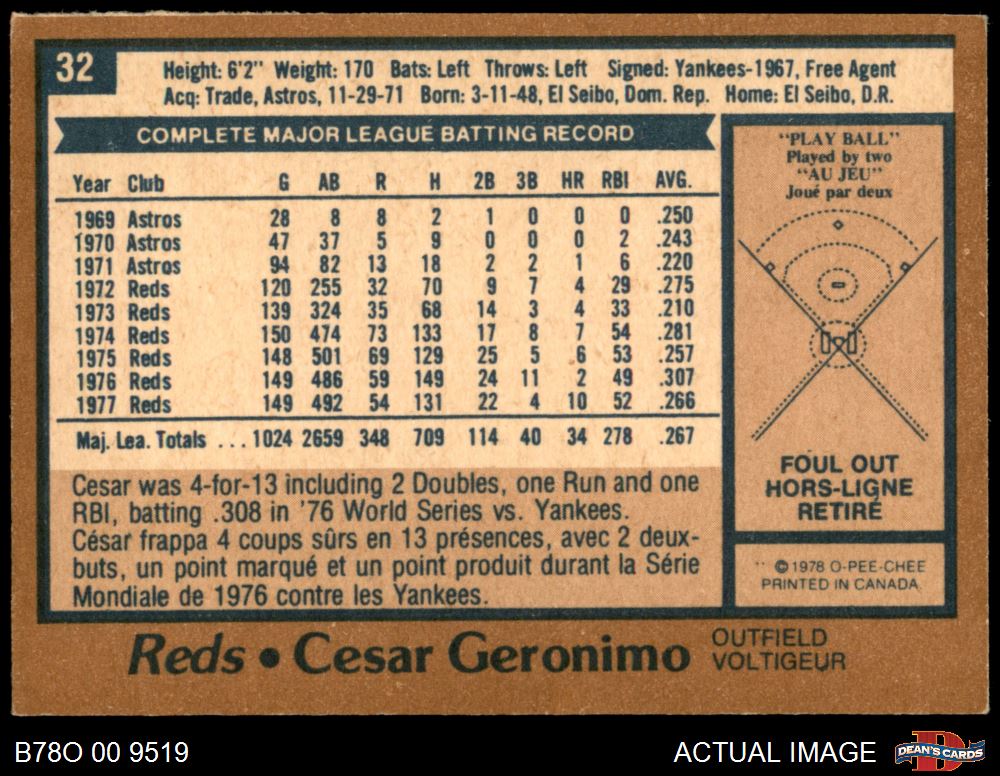 32
Height: 6'2" Weight: 170 Bats: Left Throws: Left Signed: Yankees-1967, Free Agent
Acq: Trade, Astros, 11-29-71 Born: 3-11-48, El Seibo, Dom. Rep. Home: El Seibo, D.R.
COMPLETE MAJOR LEAGUE BATTING RECORD
Year Club G AB R H 2B 3B HR RBI AVG.
1969 Astros 28 8 8 2 1 0 0 0 .250
1970 Astros 47 37 5 9 0 0 0 2 .243
1971 Astros 94 82 13 18 2 2 1 6 .220
1972 Reds 120 255 32 70 9 7 4 29 .275
1973 Reds 139 324 35 68 14 3 4 33 .210
1974 Reds 150 474 73 133 17 8 7 54 .281
1975 Reds 148 501 69 129 25 5 6 53 .257
1976 Reds 149 486 59 149 24 11 2 49 .307
1977 Reds 149 492 54 131 22 4 10 52 .266
Maj. Lea. Totals ... 1024 2659 348 709 114 40 34 278 .267
Cesar was 4-for-13 including 2 Doubles, one Run and one
RBI, batting .308 in '76 World Series vs. Yankees.
César frappa 4 coups sûrs en 13 présences, avec 2 deux-
buts, un point marqué et un point produit durant la Série
Mondiale de 1976 contre les Yankees.
"PLAY BALL"
Played by two
"AU JEU"
Joué par deux
FOUL OUT
HORS-LIGNE
RETIRÉ
©1978 O-PEE-CHEE
PRINTED IN CANADA.
Reds • Cesar Geronimo
OUTFIELD
VOLTIGEUR
B78O 00 9519
ACTUAL IMAGE
DEAN'S CARDS